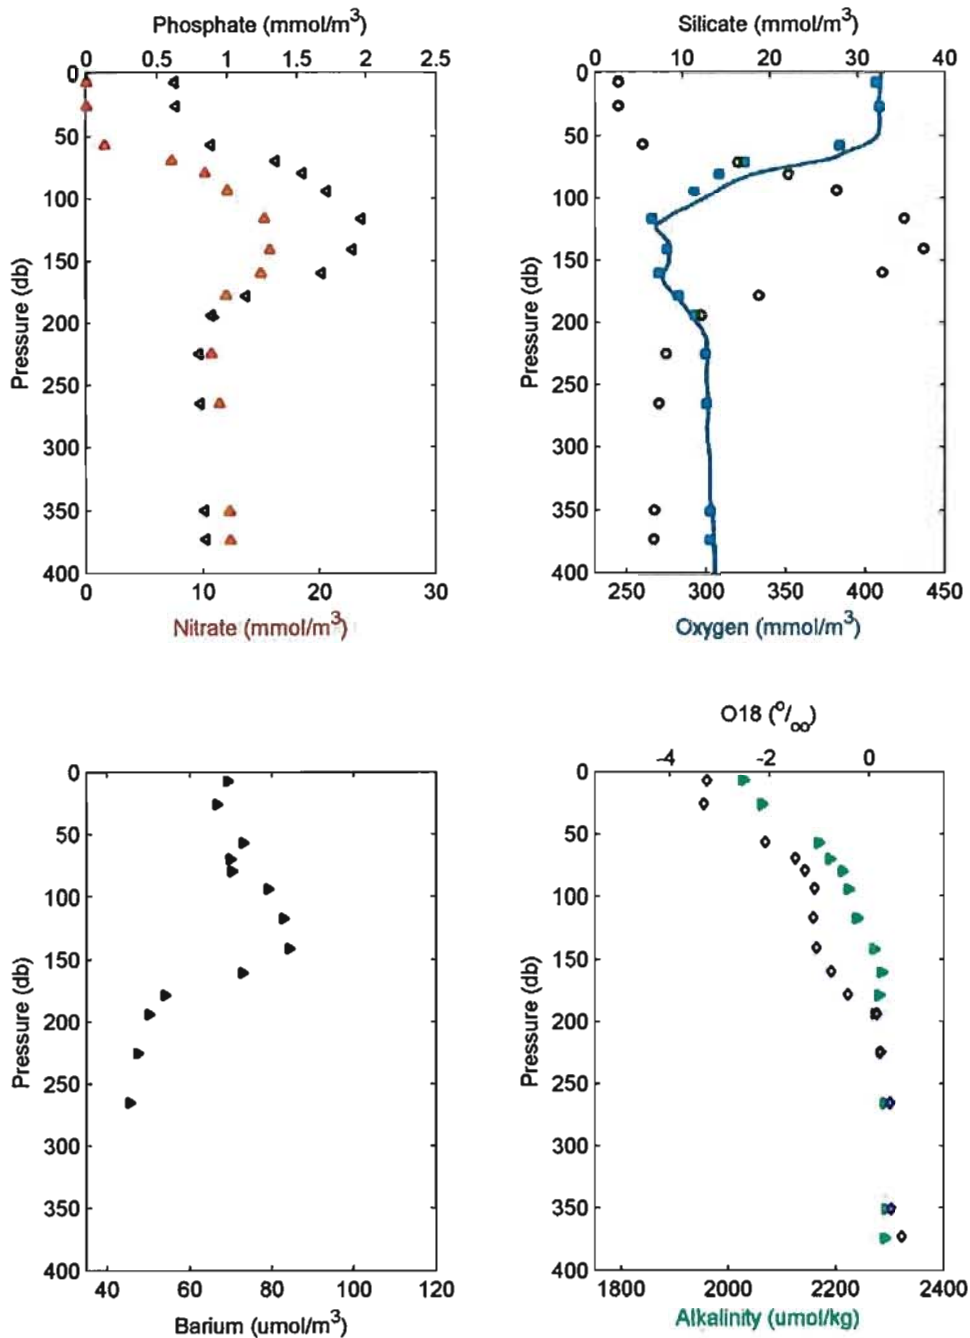 Phosphate (mmol/m³)
0 0.5 1 1.5 2 2.5
0
50
100
150
200
250
300
350
400
Pressure (db)
0 10 20 30
Nitrate (mmol/m³)
Silicate (mmol/m³)
0 10 20 30 40
0
50
100
150
200
250
300
350
400
Pressure (db)
250 300 350 400 450
Oxygen (mmol/m³)
0
50
100
150
200
250
300
350
400
Pressure (db)
40 60 80 100 120
Barium (umol/m³)
O18 (⁰/₀₀)
-4 -2 0
0
50
100
150
200
250
300
350
400
Pressure (db)
1800 2000 2200 2400
Alkalinity (umol/kg)